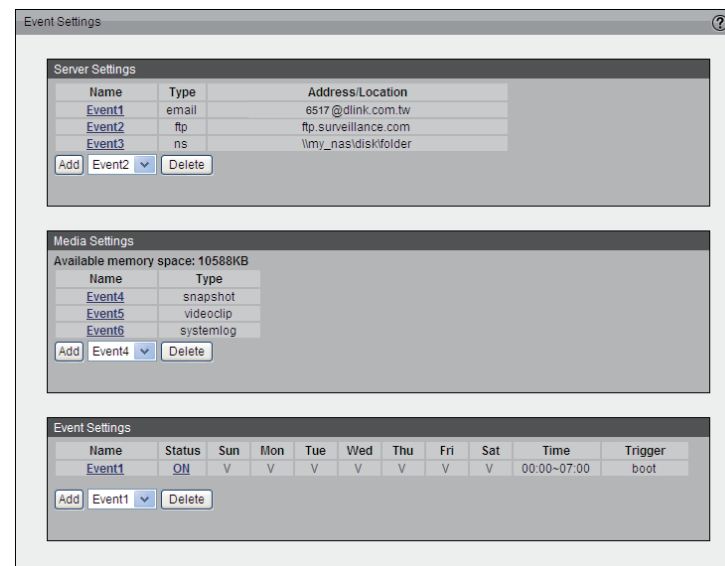 Event Settings ?
Server Settings
Name Type Address/Location
Event1 email 6517@dlink.com.tw
Event2 ftp ftp.surveillance.com
Event3 ns \\my_nas\disk\folder
Add Event2 Delete
Media Settings
Available memory space: 10588KB
Name Type
Event4 snapshot
Event5 videoclip
Event6 systemlog
Add Event4 Delete
Event Settings
Name Status Sun Mon Tue Wed Thu Fri Sat Time Trigger
Event1 ON V V V V V V V 00:00~07:00 boot
Add Event1 Delete